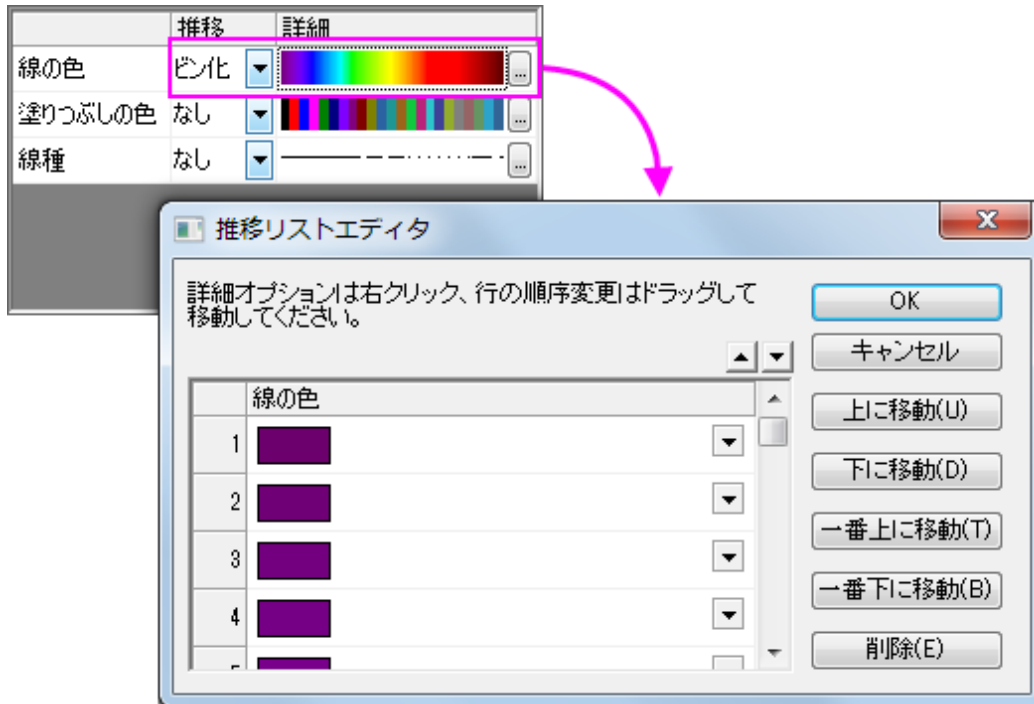 推移 詳細
線の色 ビン化 ...
塗りつぶしの色 なし ...
線種 なし ...
推移リストエディタ
詳細オプションは右クリック、行の順序変更はドラッグして
移動してください。
OK
キャンセル
上に移動(U)
下に移動(D)
一番上に移動(T)
一番下に移動(B)
削除(E)
線の色
1
2
3
4